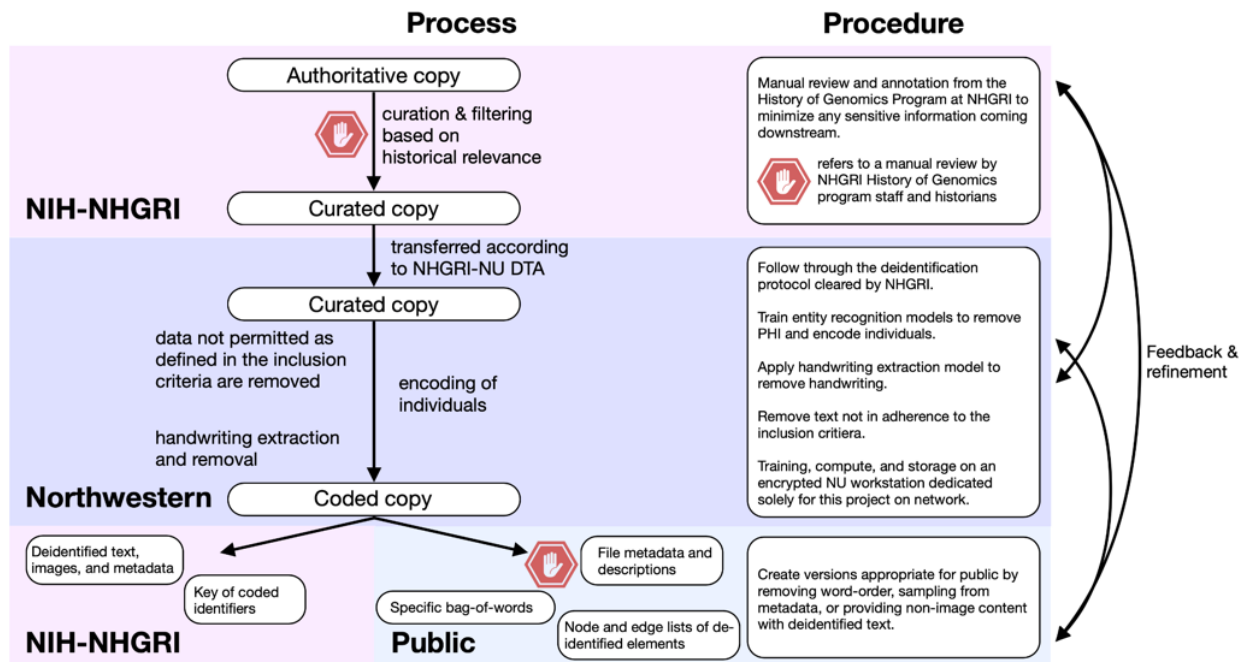 Process
Procedure
Authoritative copy
curation & filtering
based on
historical relevance
NIH-NHGRI
Curated copy
Manual review and annotation from the
History of Genomics Program at NHGRI to
minimize any sensitive information coming
downstream.
refers to a manual review by
NHGRI History of Genomics
program staff and historians
transferred according
to NHGRI-NU DTA
Curated copy
data not permitted as
defined in the inclusion
criteria are removed
encoding of
individuals
handwriting extraction
and removal
Northwestern
Coded copy
Follow through the deidentification
protocol cleared by NHGRI.
Train entity recognition models to remove
PHI and encode individuals.
Apply handwriting extraction model to
remove handwriting.
Remove text not in adherence to the
inclusion critiera.
Training, compute, and storage on an
encrypted NU workstation dedicated
solely for this project on network.
Feedback &
refinement
Deidentified text,
images, and metadata
Key of coded
identifiers
NIH-NHGRI
File metadata and
descriptions
Specific bag-of-words
Node and edge lists of de-
identified elements
Public
Create versions appropriate for public by
removing word-order, sampling from
metadata, or providing non-image content
with deidentified text.